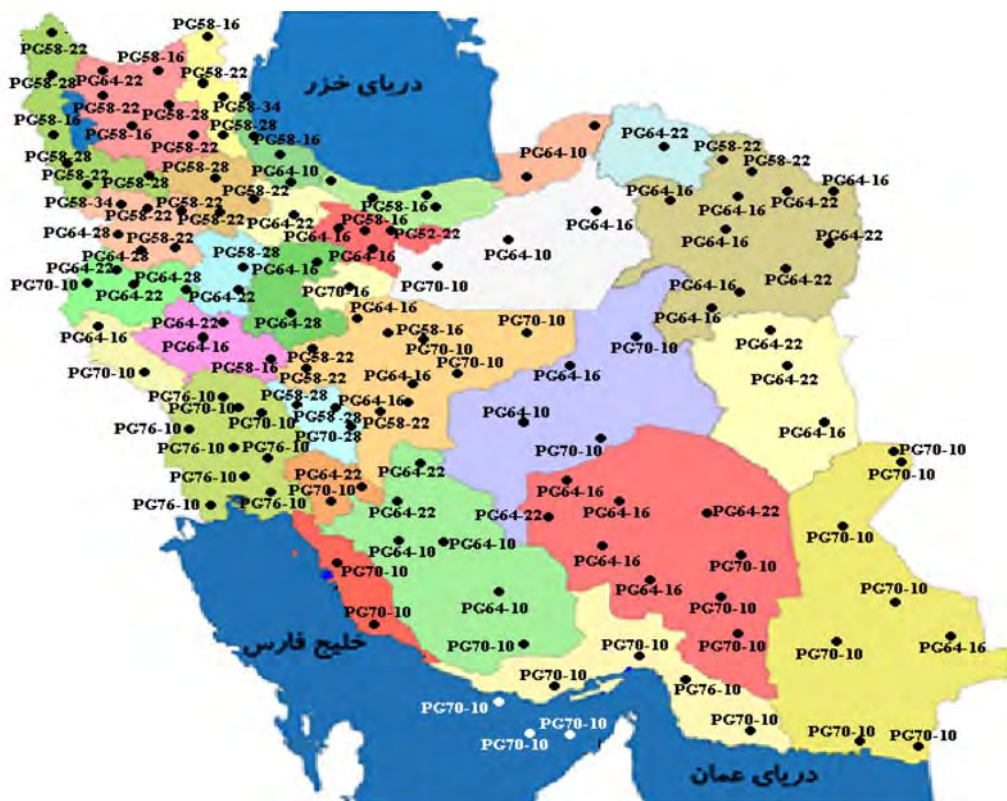 PG58-16
PG58-22
PG58-16
PG58-22
PG58-28
PG64-22
دریای خزر
PG58-34
PG58-22
PG58-28
PG58-16
PG58-16
PG58-28
PG58-22
PG58-16
PG64-22
PG58-28
PG58-28
PG64-10
PG64-10
PG58-22
PG58-22
PG58-22
PG58-28
PG58-22
PG64-16
PG64-16
PG58-34
PG58-22
PG58-22
PG64-22
PG58-16
PG58-16
PG64-16
PG64-22
PG64-28
PG58-22
PG64-16
PG52-22
PG64-16
PG64-22
PG64-28
PG58-28
PG64-16
PG64-10
PG64-22
PG64-28
PG64-16
PG70-10
PG64-22
PG64-22
PG70-16
PG70-10
PG64-22
PG64-16
PG64-22
PG64-28
PG64-16
PG64-16
PG64-16
PG58-16
PG70-10
PG64-16
PG58-16
PG58-22
PG70-10
PG70-10
PG64-22
PG70-10
PG58-22
PG70-10
PG64-16
PG64-16
PG64-22
PG76-10
PG58-28
PG64-16
PG70-10
PG58-28
PG64-10
PG70-10
PG58-22
PG64-16
PG76-10
PG70-28
PG76-10
PG70-10
PG70-10
PG64-22
PG64-22
PG70-10
PG76-10
PG70-10
PG64-16
PG76-10
PG76-10
PG64-22
PG64-22
PG64-16
PG64-22
PG70-10
PG64-10
PG64-10
PG64-16
PG70-10
PG70-10
PG70-10
PG70-10
PG64-10
PG70-10
خلیج فارس
PG70-10
PG70-10
PG70-10
PG70-10
PG64-16
PG70-10
PG76-10
PG70-10
PG70-10
PG70-10
PG70-10
PG70-10
PG70-10
دریای عمان